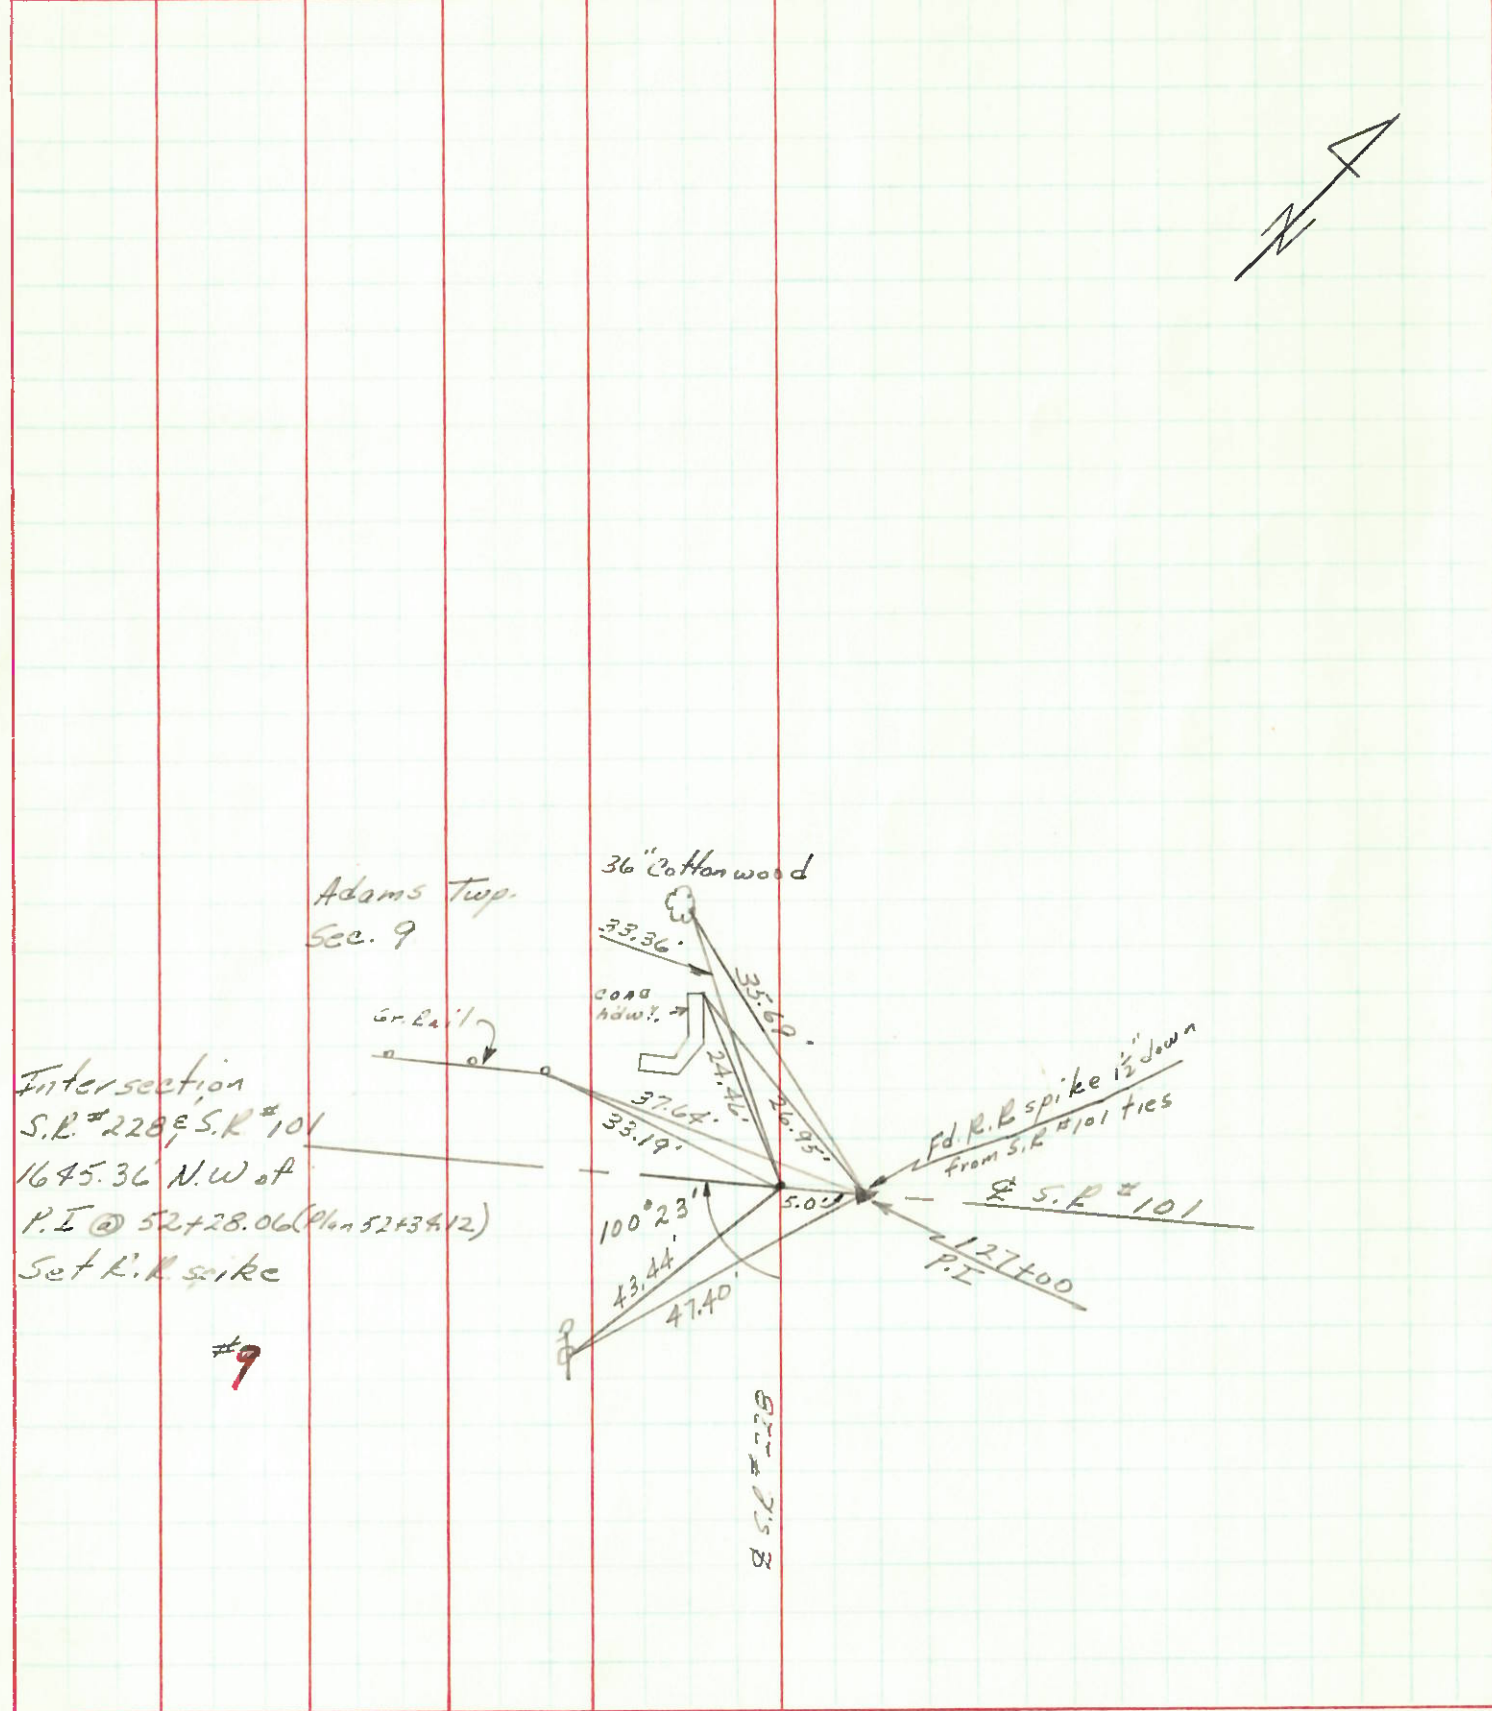 N
36" Cottonwood
Adams Twp.
Sec. 9
33.36'
conc
hdwl.
35.69'
Gr. Rail
24.46'
26.95'
37.64'
33.19'
Intersection
S.R. #228 & S.R. #101
1645.36' N.W of
P.I @ 52+28.06 (Plan 52+34.12)
Set R.R. spike
#9
Fd. R.R spike 1½" down
from S.R #101 ties
5.02'
℄ S.R #101
127+00
P.I
100°23'
43.44'
47.40'
℄ S.R. #228